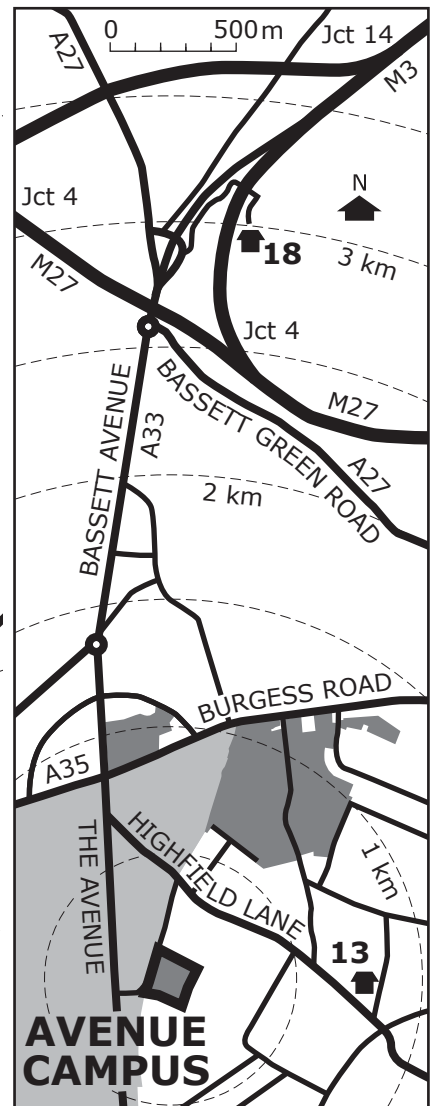 0 500 m
A27
Jct 14
M3
Jct 4
N
18
3 km
M27
Jct 4
M27
BASSETT AVENUE
A33
BASSETT GREEN ROAD
A27
2 km
BURGESS ROAD
A35
THE AVENUE
HIGHFIELD LANE
1 km
13
AVENUE
CAMPUS